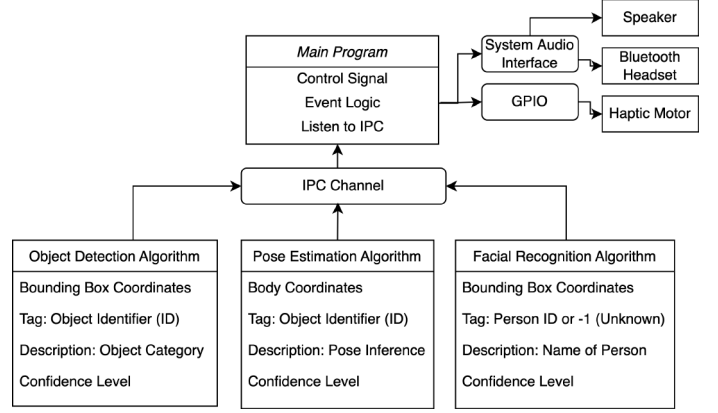 Speaker
Main Program
System Audio
Interface
Control Signal
Bluetooth
Headset
Event Logic
GPIO
Listen to IPC
Haptic Motor
IPC Channel
Object Detection Algorithm
Bounding Box Coordinates
Tag: Object Identifier (ID)
Description: Object Category
Confidence Level
Pose Estimation Algorithm
Body Coordinates
Tag: Object Identifier (ID)
Description: Pose Inference
Confidence Level
Facial Recognition Algorithm
Bounding Box Coordinates
Tag: Person ID or -1 (Unknown)
Description: Name of Person
Confidence Level